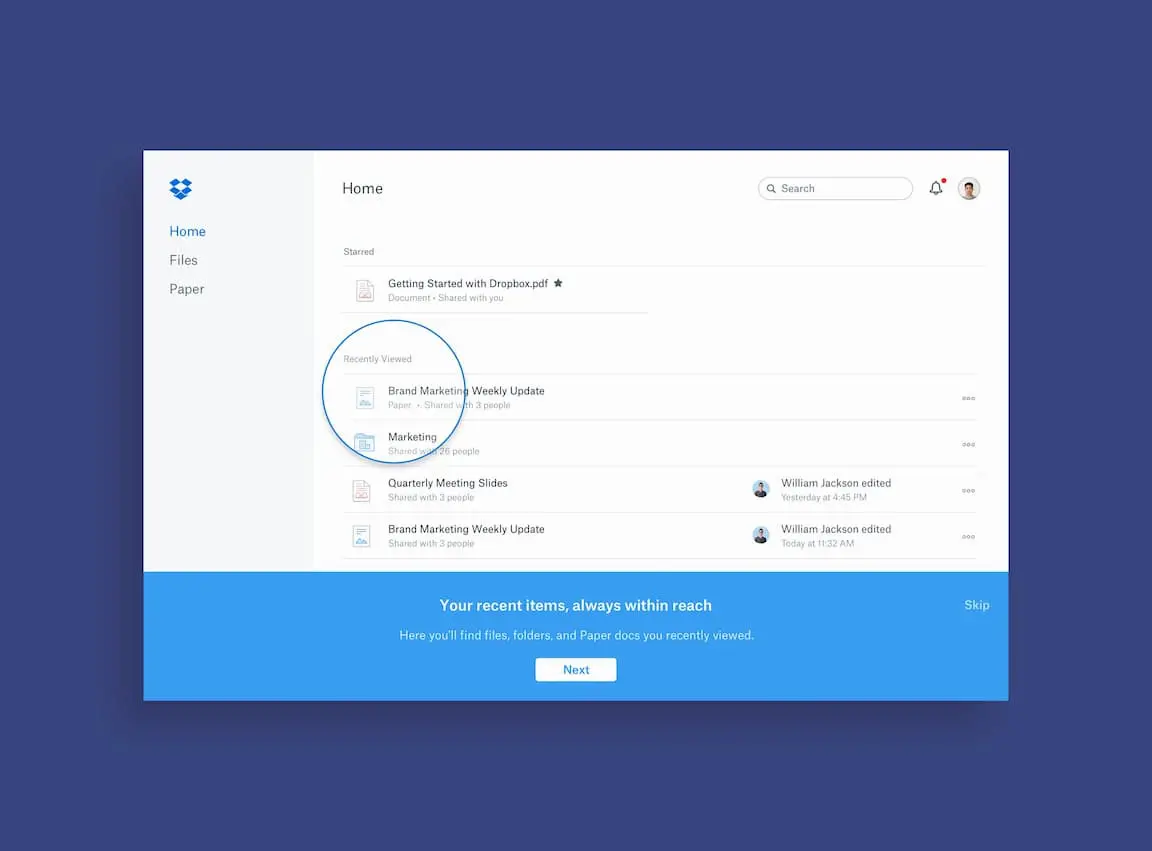 Home
Files
Paper
Home
Search
Starred
Getting Started with Dropbox.pdf
Document • Shared with you
Recently Viewed
Brand Marketing Weekly Update
Paper • Shared with 3 people
Marketing
Shared with 26 people
Quarterly Meeting Slides
Shared with 3 people
William Jackson edited
Yesterday at 4:45 PM
Brand Marketing Weekly Update
Shared with 3 people
William Jackson edited
Today at 11:32 AM
Your recent items, always within reach
Skip
Here you'll find files, folders, and Paper docs you recently viewed.
Next